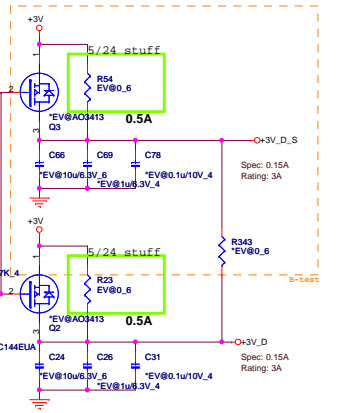 +3V
5/24 stuff
1
2
R54
EV@0_6
*EV@AO3413
Q3
0.5A
3
C66
C69
C78
+3V_D_S
*EV@10u/6.3V_6
*EV@0.1u/10V_4
*EV@1u/6.3V_4
Spec: 0.15A
Rating: 3A
+3V
R343
*EV@0_6
5/24 stuff
1
7K_4
B-test
2
R23
EV@0_6
*EV@AO3413
Q2
0.5A
3
C144EUA
+3V_D
C24
C26
C31
*EV@10u/6.3V_6
*EV@0.1u/10V_4
*EV@1u/6.3V_4
Spec: 0.15A
Rating: 3A